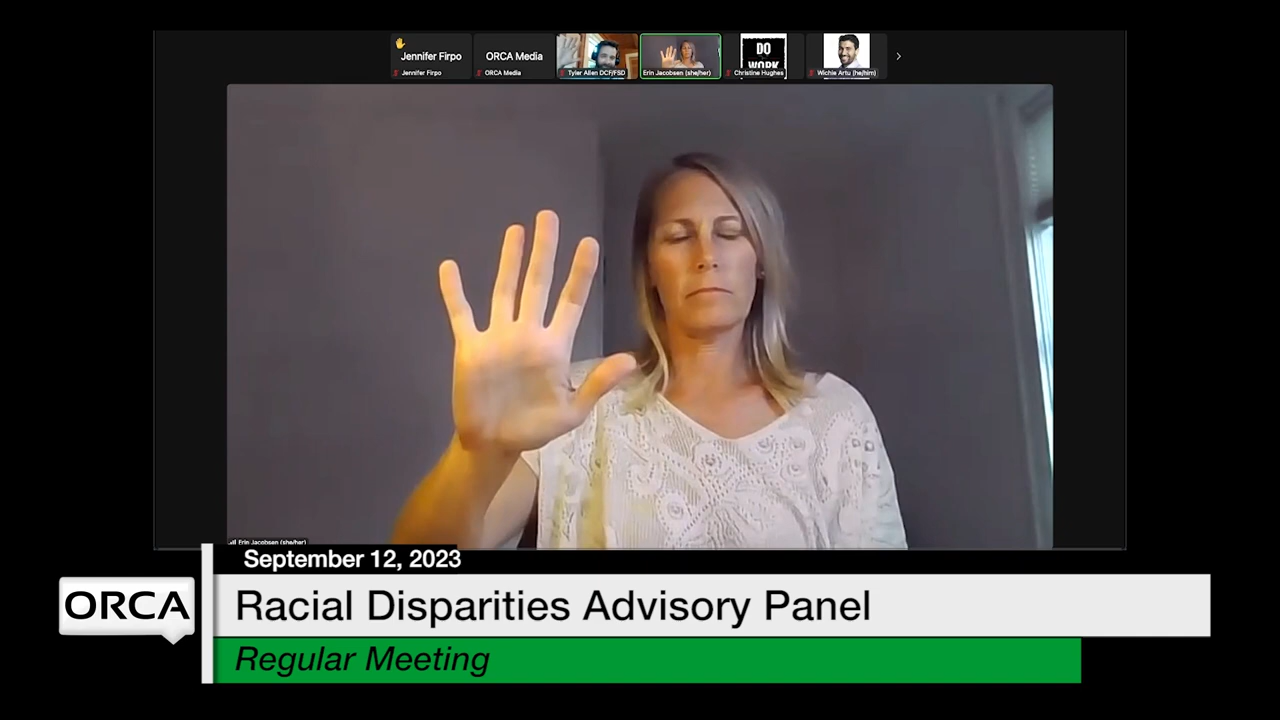 Jennifer Firpo
ORCA Media
Jennifer Firpo
ORCA Media
Tyler Allen DCF/FSD
Erin Jacobsen (she/her)
DO
WORK
Christine Hughes
Wichie Artu (he/him)
Erin Jacobsen (she/her)
September 12, 2023
ORCA
Racial Disparities Advisory Panel
Regular Meeting